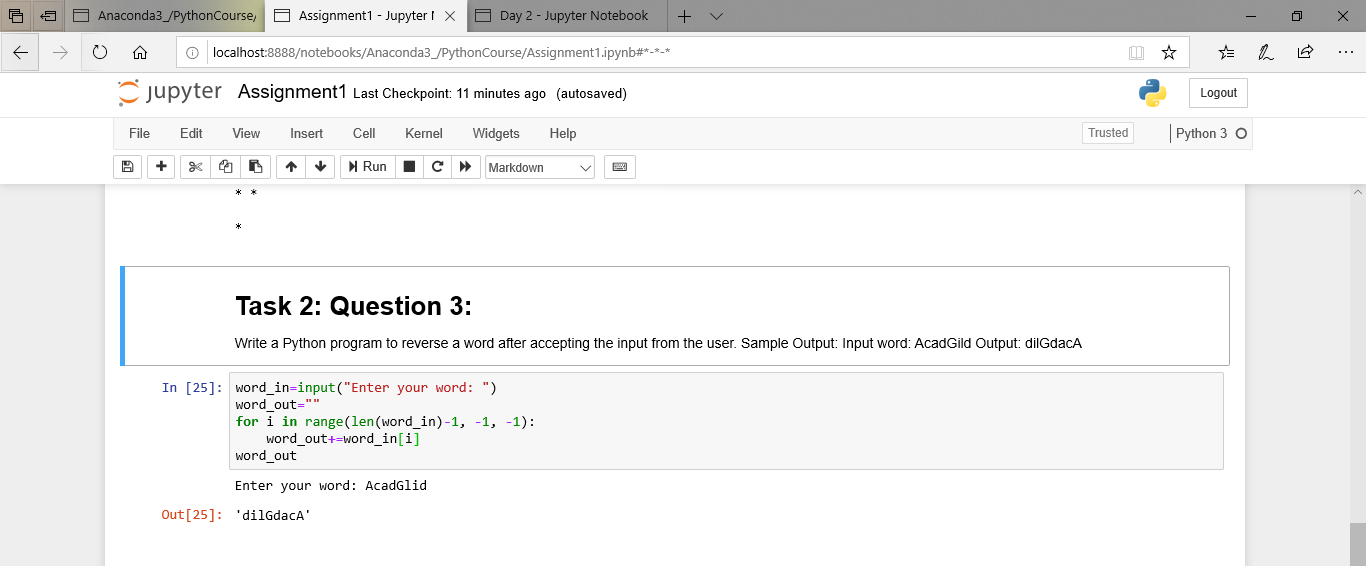 Anaconda3_/PythonCourse/
Assignment1 - Jupyter N
Day 2 - Jupyter Notebook
localhost:8888/notebooks/Anaconda3_/PythonCourse/Assignment1.ipynb#*-*-*
jupyter Assignment1 Last Checkpoint: 11 minutes ago (autosaved)
Logout
File Edit View Insert Cell Kernel Widgets Help
Trusted
Python 3
Run
Markdown
* *
*
Task 2: Question 3:
Write a Python program to reverse a word after accepting the input from the user. Sample Output: Input word: AcadGild Output: dilGdacA
In [25]: word_in=input("Enter your word: ")
word_out=""
for i in range(len(word_in)-1, -1, -1):
    word_out+=word_in[i]
word_out
Enter your word: AcadGlid
Out[25]: 'dilGdacA'